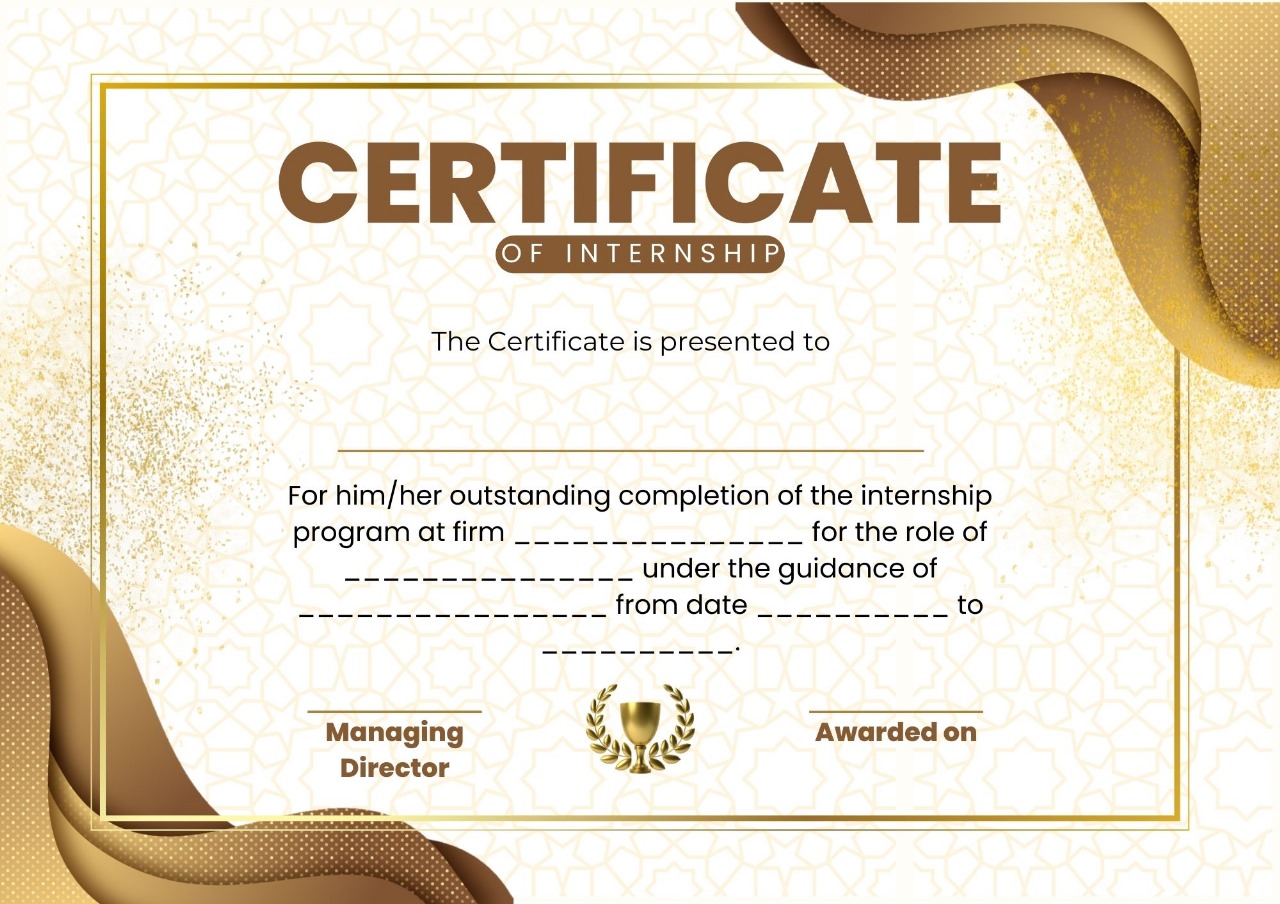 CERTIFICATE
OF INTERNSHIP
The Certificate is presented to
For him/her outstanding completion of the internship
program at firm _______________ for the role of
_______________ under the guidance of
________________ from date __________ to
__________.
Managing
Director
Awarded on